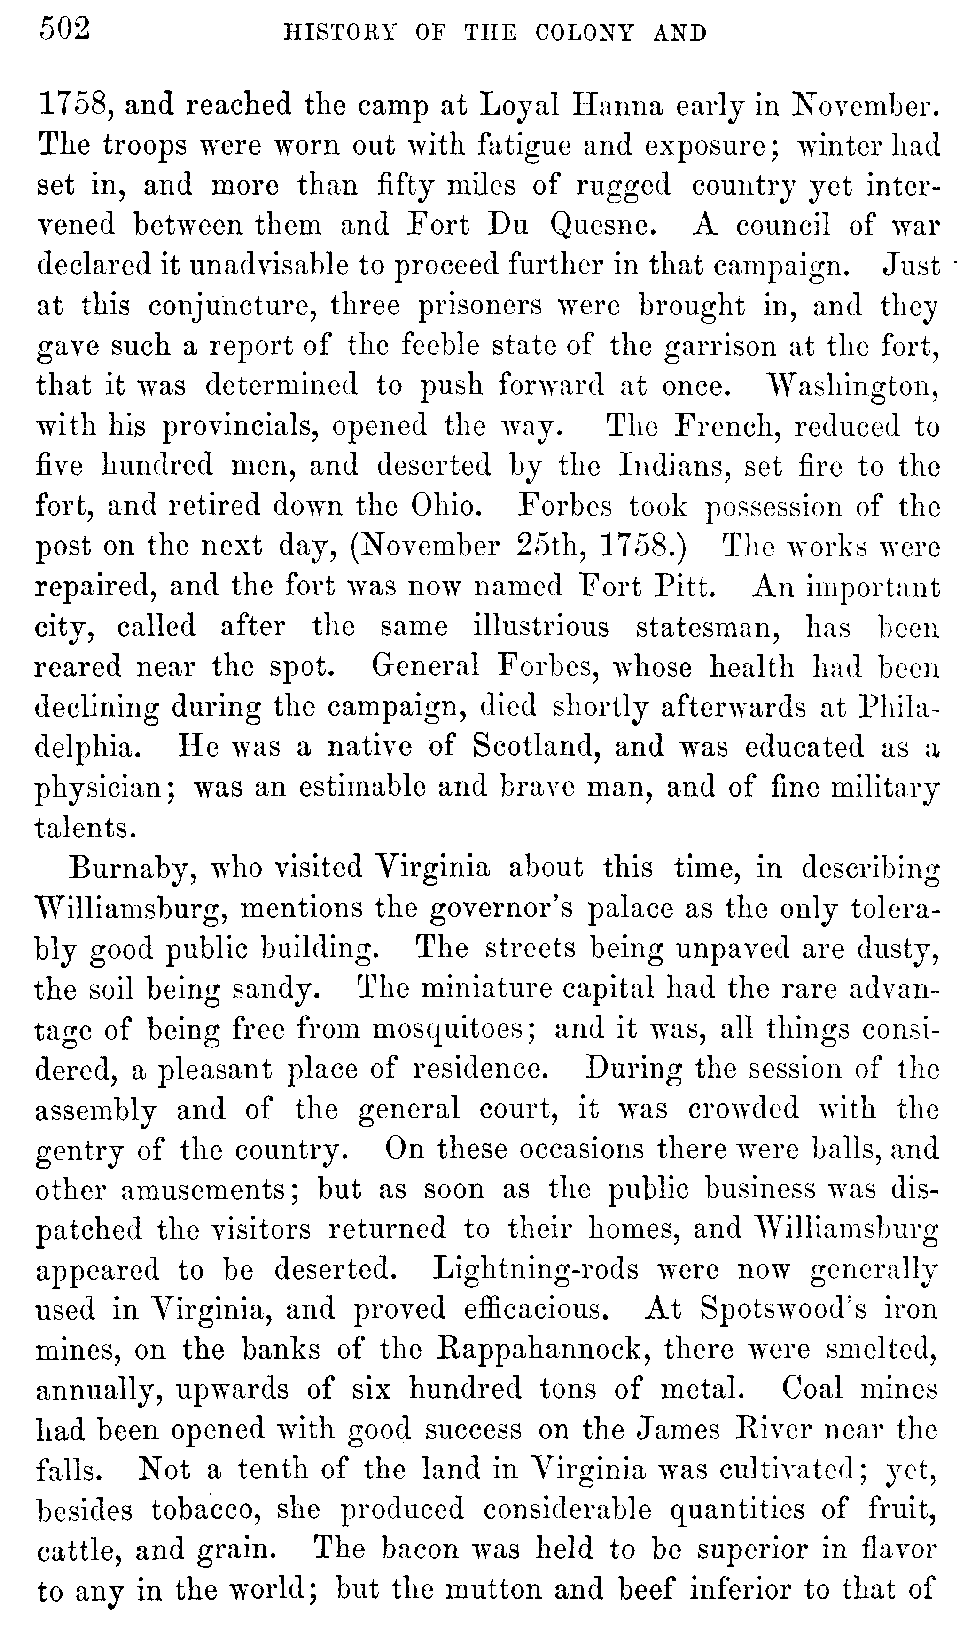 502 HISTORY OF THE COLONY AND
1758, and reached the camp at Loyal Hanna early in November.
The troops were worn out with fatigue and exposure; winter had
set in, and more than fifty miles of rugged country yet inter-
vened between them and Fort Du Quesne. A council of war
declared it unadvisable to proceed further in that campaign. Just
at this conjuncture, three prisoners were brought in, and they
gave such a report of the feeble state of the garrison at the fort,
that it was determined to push forward at once. Washington,
with his provincials, opened the way. The French, reduced to
five hundred men, and deserted by the Indians, set fire to the
fort, and retired down the Ohio. Forbes took possession of the
post on the next day, (November 25th, 1758.) The works were
repaired, and the fort was now named Fort Pitt. An important
city, called after the same illustrious statesman, has been
reared near the spot. General Forbes, whose health had been
declining during the campaign, died shortly afterwards at Phila-
delphia. He was a native of Scotland, and was educated as a
physician; was an estimable and brave man, and of fine military
talents.
Burnaby, who visited Virginia about this time, in describing
Williamsburg, mentions the governor's palace as the only tolera-
bly good public building. The streets being unpaved are dusty,
the soil being sandy. The miniature capital had the rare advan-
tage of being free from mosquitoes; and it was, all things consi-
dered, a pleasant place of residence. During the session of the
assembly and of the general court, it was crowded with the
gentry of the country. On these occasions there were balls, and
other amusements; but as soon as the public business was dis-
patched the visitors returned to their homes, and Williamsburg
appeared to be deserted. Lightning-rods were now generally
used in Virginia, and proved efficacious. At Spotswood's iron
mines, on the banks of the Rappahannock, there were smelted,
annually, upwards of six hundred tons of metal. Coal mines
had been opened with good success on the James River near the
falls. Not a tenth of the land in Virginia was cultivated; yet,
besides tobacco, she produced considerable quantities of fruit,
cattle, and grain. The bacon was held to be superior in flavor
to any in the world; but the mutton and beef inferior to that of